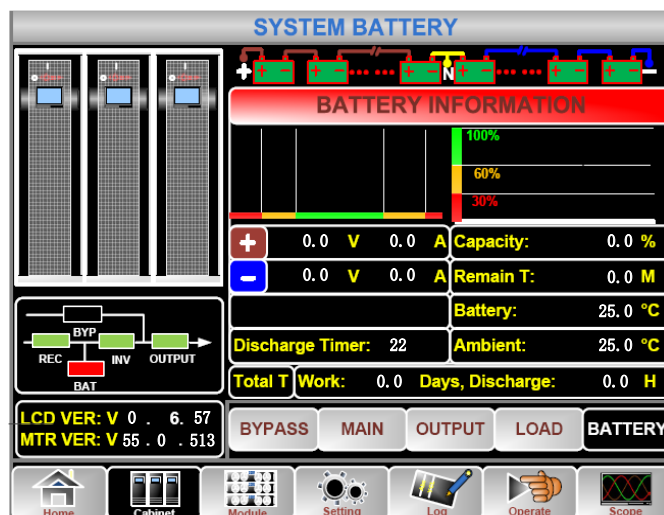 SYSTEM BATTERY
+ + − + − N + − + − + − −
BATTERY INFORMATION
100%
60%
30%
+ 0.0 V 0.0 A Capacity: 0.0 %
− 0.0 V 0.0 A Remain T: 0.0 M
Battery: 25.0 °C
Discharge Timer: 22 Ambient: 25.0 °C
Total T Work: 0.0 Days, Discharge: 0.0 H
BYP
REC INV OUTPUT
BAT
LCD VER: V 0 . 6. 57
MTR VER: V 55 . 0 . 513
BYPASS MAIN OUTPUT LOAD BATTERY
Home Cabinet Module Setting Log Operate Scope